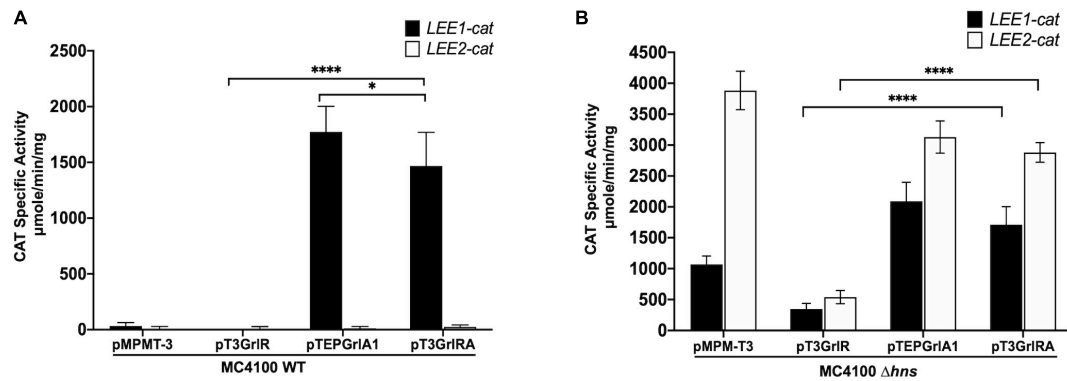 A
LEE1-cat
LEE2-cat
CAT Specific Activity
µmole/min/mg
2500
2000
1500
1000
500
0
****
*
pMPMT-3 pT3GrlR pTEPGrlA1 pT3GrlRA
MC4100 WT
B
LEE1-cat
LEE2-cat
CAT Specific Activity
µmole/min/mg
4500
4000
3500
3000
2500
2000
1500
1000
500
0
****
****
pMPM-T3 pT3GrlR pTEPGrlA1 pT3GrlRA
MC4100 Δhns